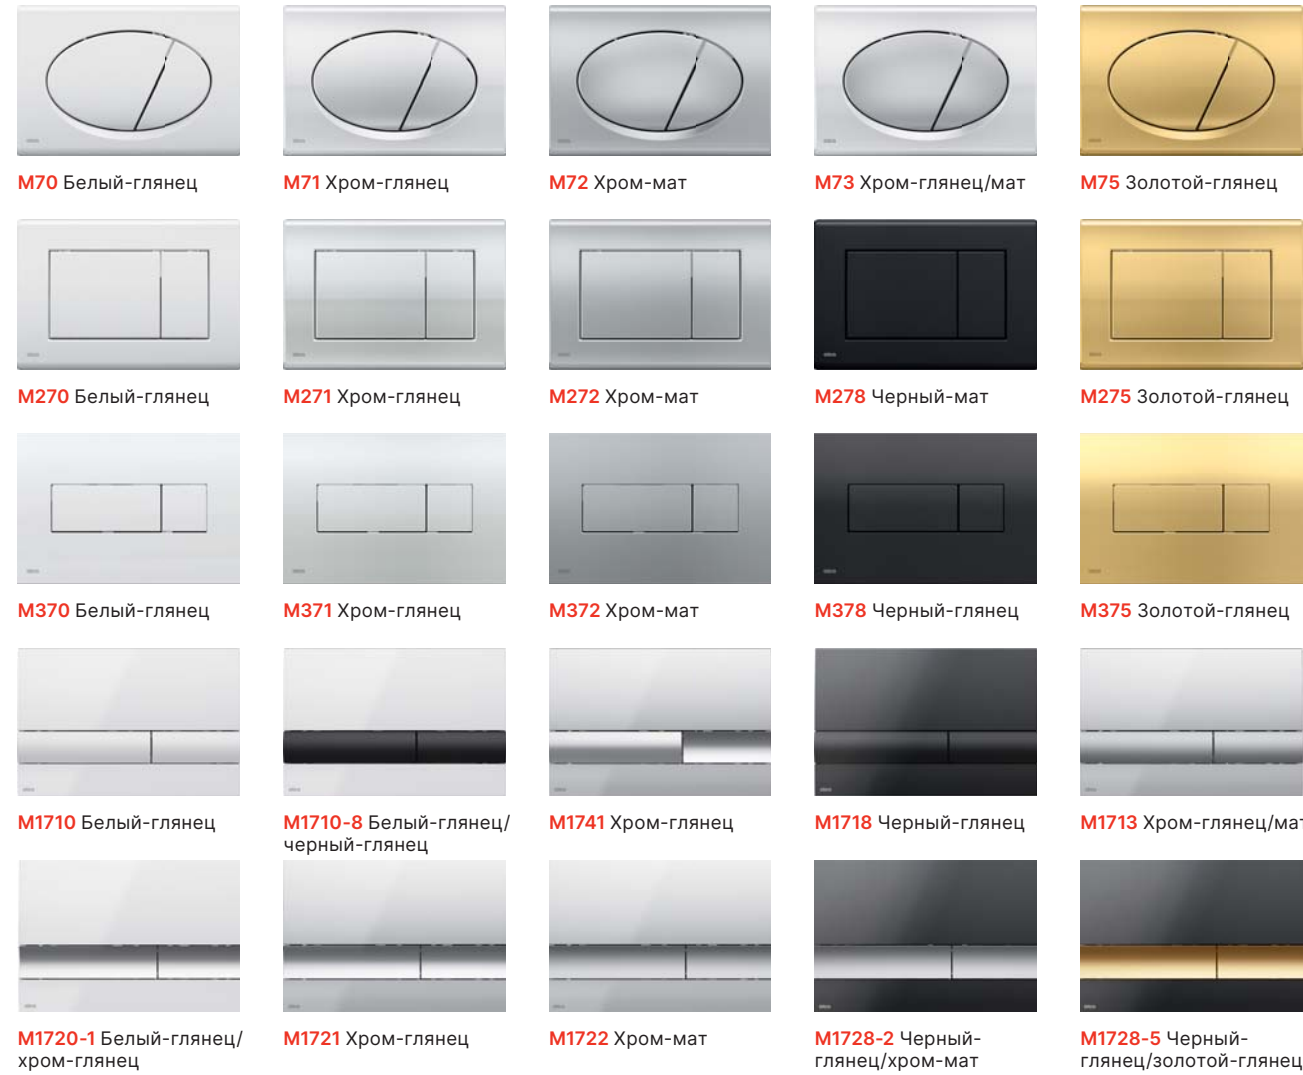 M70 Белый-глянец
M71 Хром-глянец
M72 Хром-мат
M73 Хром-глянец/мат
M75 Золотой-глянец
M270 Белый-глянец
M271 Хром-глянец
M272 Хром-мат
M278 Черный-мат
M275 Золотой-глянец
M370 Белый-глянец
M371 Хром-глянец
M372 Хром-мат
M378 Черный-глянец
M375 Золотой-глянец
M1710 Белый-глянец
M1710-8 Белый-глянец/
черный-глянец
M1741 Хром-глянец
M1718 Черный-глянец
M1713 Хром-глянец/мат
M1720-1 Белый-глянец/
хром-глянец
M1721 Хром-глянец
M1722 Хром-мат
M1728-2 Черный-
глянец/хром-мат
M1728-5 Черный-
глянец/золотой-глянец